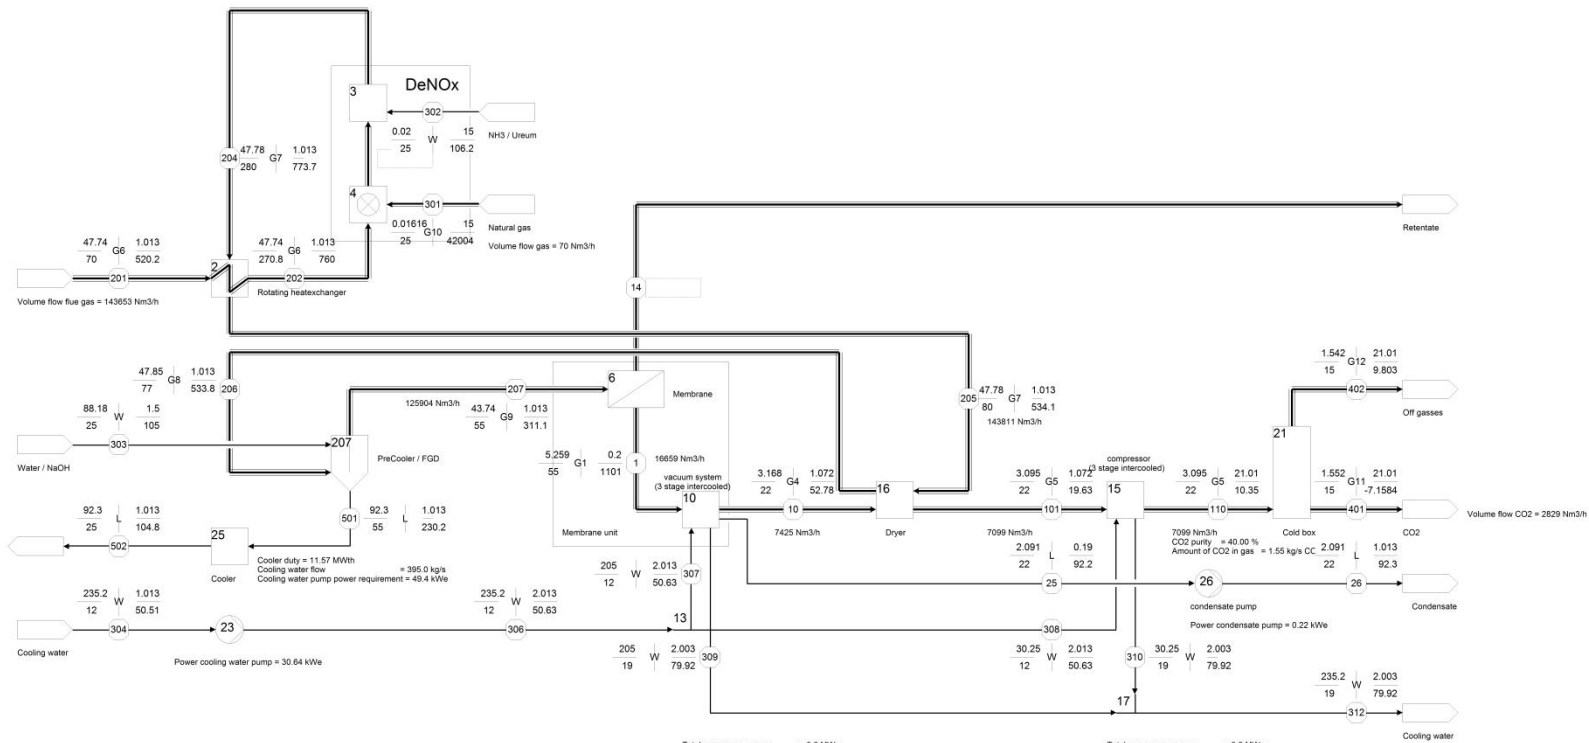 DeNOx
3
302
NH3 / Ureum
0.02 W 15
25 106.2
204
47.78 G7 1.013
280 773.7
4
301
Natural gas
0.01616 G10 15
25 42004
Volume flow gas = 70 Nm3/h
Retentate
47.74 G6 1.013
70 520.2
201
Volume flow flue gas = 143653 Nm3/h
2
47.74 G6 1.013
270.8 760
202
Rotating heatexchanger
14
47.85 G8 1.013
77 533.8
206
207
125904 Nm3/h
43.74 G9 1.013
55 311.1
6
Membrane
205
47.78 G7 1.013
80 534.1
143811 Nm3/h
1.542 G12 21.01
15 9.803
402
Off gasses
88.18 W 1.5
25 105
303
Water / NaOH
207
PreCooler / FGD
5.259 G1 0.2
55 1101
1
16659 Nm3/h
vacuum system
(3 stage intercooled)
10
Membrane unit
3.168 G4 1.072
22 52.78
10
7425 Nm3/h
16
Dryer
3.095 G5 1.072
22 19.63
101
7099 Nm3/h
compressor
(3 stage intercooled)
15
3.095 G5 21.01
22 10.35
110
7099 Nm3/h
CO2 purity = 40.00 %
Amount of CO2 in gas = 1.55 kg/s CC
21
Cold box
1.552 G11 21.01
15 -7.1584
401
CO2
Volume flow CO2 = 2829 Nm3/h
92.3 L 1.013
25 104.8
502
25
Cooler
501
92.3 L 1.013
55 230.2
Cooler duty = 11.57 MWth
Cooling water flow = 395.0 kg/s
Cooling water pump power requirement = 49.4 kWe
205 W 2.013
12 50.63
307
2.091 L 0.19
22 92.2
25
26
condensate pump
Power condensate pump = 0.22 kWe
2.091 L 1.013
22 92.3
26
Condensate
235.2 W 1.013
12 50.51
304
Cooling water
23
Power cooling water pump = 30.64 kWe
235.2 W 2.013
12 50.63
306
13
308
205 W 2.003
19 79.92
309
30.25 W 2.013
12 50.63
310
30.25 W 2.003
19 79.92
17
235.2 W 2.003
19 79.92
312
Cooling water